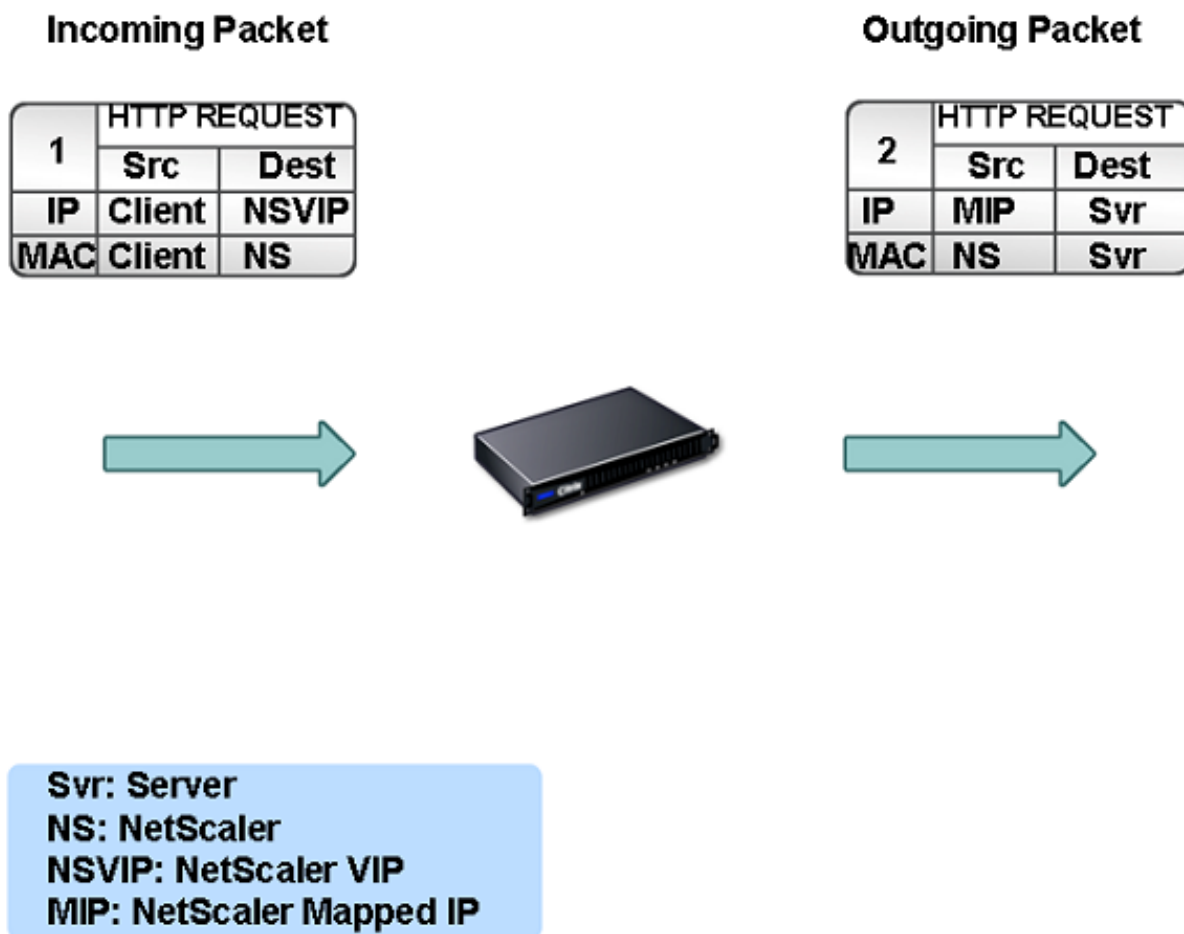 Incoming Packet
Outgoing Packet
1
HTTP REQUEST
Src Dest
IP Client NSVIP
MAC Client NS
2
HTTP REQUEST
Src Dest
IP MIP Svr
MAC NS Svr
Svr: Server
NS: NetScaler
NSVIP: NetScaler VIP
MIP: NetScaler Mapped IP